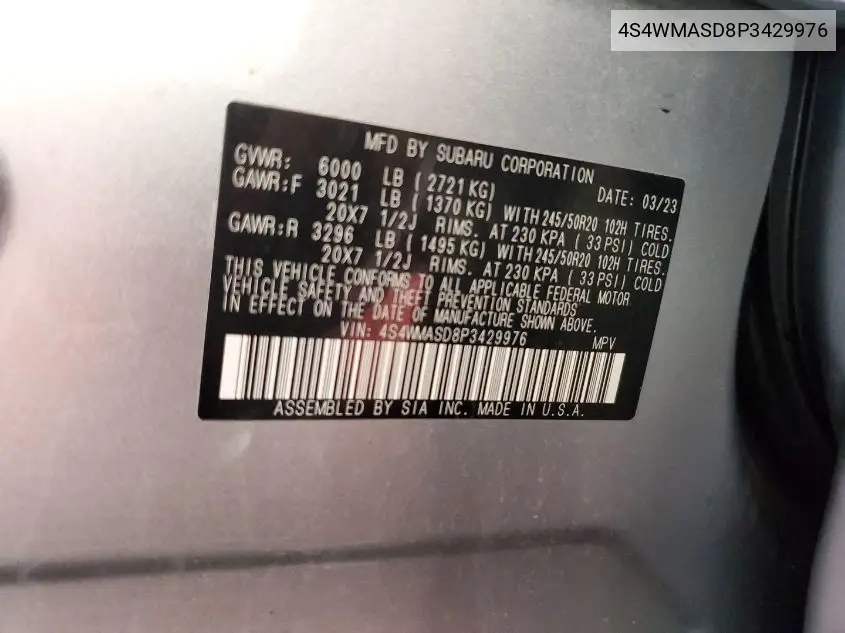 4S4WMASD8P3429976
MFD BY SUBARU CORPORATION
GVWR: 6000 LB ( 2721 KG) DATE: 03/23
GAWR:F 3021 LB ( 1370 KG) WITH 245/50R20 102H TIRES.
20X7 1/2J RIMS. AT 230 KPA ( 33 PSI) COLD
GAWR:R 3296 LB ( 1495 KG) WITH 245/50R20 102H TIRES.
20X7 1/2J RIMS. AT 230 KPA ( 33 PSI) COLD
THIS VEHICLE CONFORMS TO ALL APPLICABLE FEDERAL MOTOR
VEHICLE SAFETY AND THEFT PREVENTION STANDARDS
IN EFFECT ON THE DATE OF MANUFACTURE SHOWN ABOVE.
VIN: 4S4WMASD8P3429976 MPV
ASSEMBLED BY SIA INC. MADE IN U.S.A.